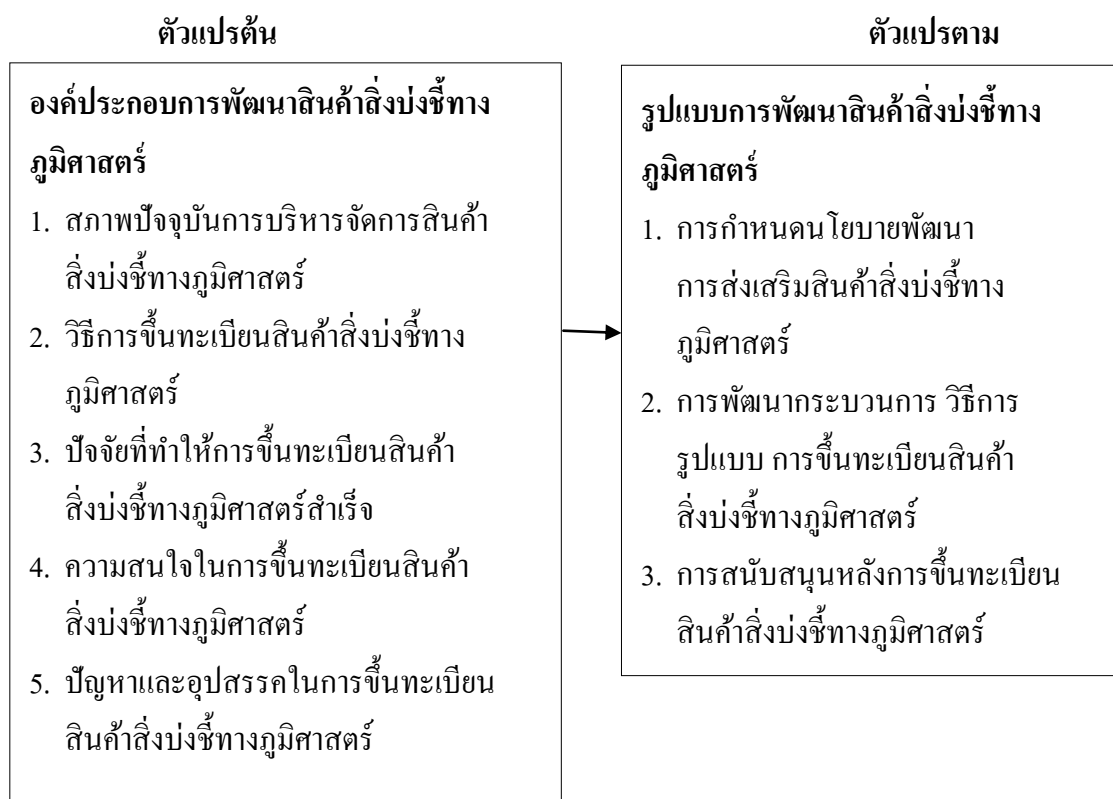 ตัวแปรต้น
องค์ประกอบการพัฒนาสินค้าสิ่งบ่งชี้ทาง
ภูมิศาสตร์
1. สภาพปัจจุบันการบริหารจัดการสินค้า
สิ่งบ่งชี้ทางภูมิศาสตร์
2. วิธีการขึ้นทะเบียนสินค้าสิ่งบ่งชี้ทาง
ภูมิศาสตร์
3. ปัจจัยที่ทำให้การขึ้นทะเบียนสินค้า
สิ่งบ่งชี้ทางภูมิศาสตร์สำเร็จ
4. ความสนใจในการขึ้นทะเบียนสินค้า
สิ่งบ่งชี้ทางภูมิศาสตร์
5. ปัญหาและอุปสรรคในการขึ้นทะเบียน
สินค้าสิ่งบ่งชี้ทางภูมิศาสตร์
ตัวแปรตาม
รูปแบบการพัฒนาสินค้าสิ่งบ่งชี้ทาง
ภูมิศาสตร์
1. การกำหนดนโยบายพัฒนา
การส่งเสริมสินค้าสิ่งบ่งชี้ทาง
ภูมิศาสตร์
2. การพัฒนากระบวนการ วิธีการ
รูปแบบ การขึ้นทะเบียนสินค้า
สิ่งบ่งชี้ทางภูมิศาสตร์
3. การสนับสนุนหลังการขึ้นทะเบียน
สินค้าสิ่งบ่งชี้ทางภูมิศาสตร์